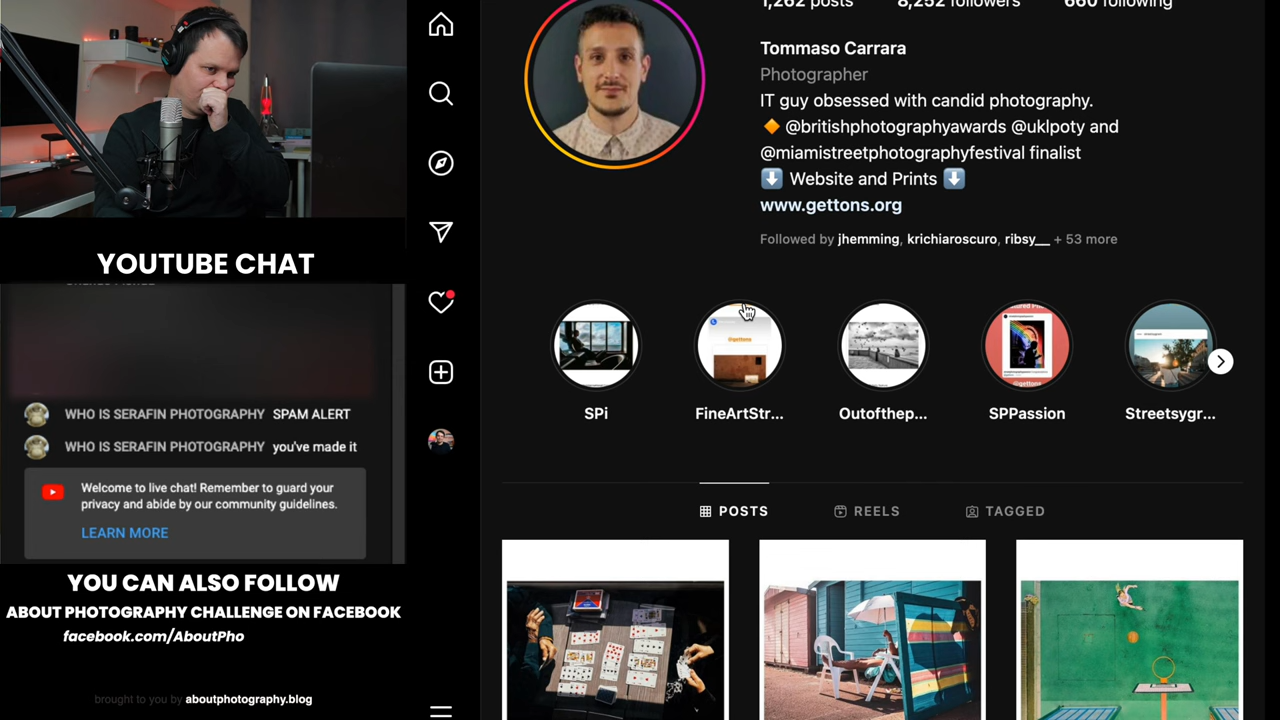 YOUTUBE CHAT
WHO IS SERAFIN PHOTOGRAPHY SPAM ALERT
WHO IS SERAFIN PHOTOGRAPHY you've made it
Welcome to live chat! Remember to guard your
privacy and abide by our community guidelines.
LEARN MORE
YOU CAN ALSO FOLLOW
ABOUT PHOTOGRAPHY CHALLENGE ON FACEBOOK
facebook.com/AboutPho
brought to you by aboutphotography.blog
1,262 posts 8,252 followers 660 following
Tommaso Carrara
Photographer
IT guy obsessed with candid photography.
🔶 @britishphotographyawards @uklpoty and
@miamistreetphotographyfestival finalist
⬇️ Website and Prints ⬇️
www.gettons.org
Followed by jhemming, krichiaroscuro, ribsy__ + 53 more
SPi FineArtStr... Outofthep... SPPassion Streetsygr...
POSTS REELS TAGGED